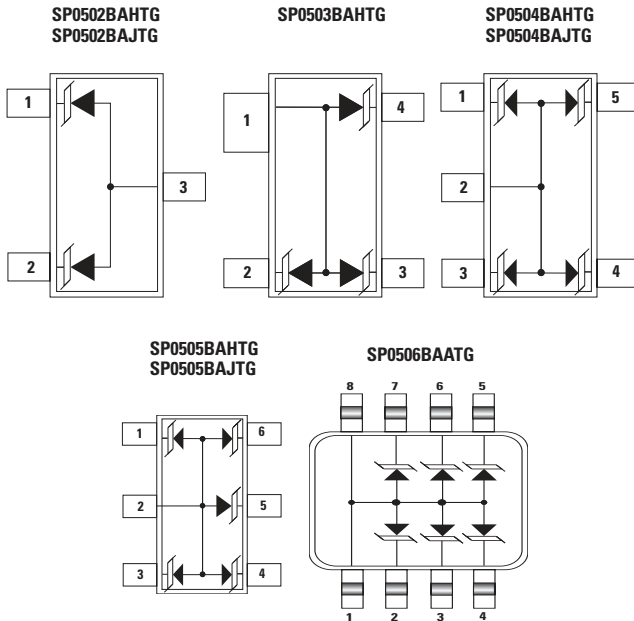 SP0502BAHTG
SP0502BAJTG
1
2
3
SP0503BAHTG
1
4
2
3
SP0504BAHTG
SP0504BAJTG
1
5
2
3
4
SP0505BAHTG
SP0505BAJTG
1
6
2
5
3
4
SP0506BAATG
8 7 6 5
1 2 3 4